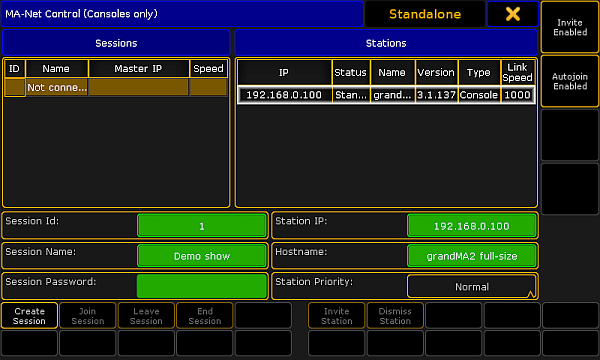 MA-Net Control (Consoles only)
Standalone
Invite
Enabled
Sessions
Stations
ID Name Master IP Speed
Not conne...
IP Status Name Version Type Link
Speed
192.168.0.100 Stan... grand... 3.1.137 Console 1000
Autojoin
Enabled
Session Id: 1
Station IP: 192.168.0.100
Session Name: Demo show
Hostname: grandMA2 full-size
Session Password:
Station Priority: Normal
Create
Session
Join
Session
Leave
Session
End
Session
Invite
Station
Dismiss
Station